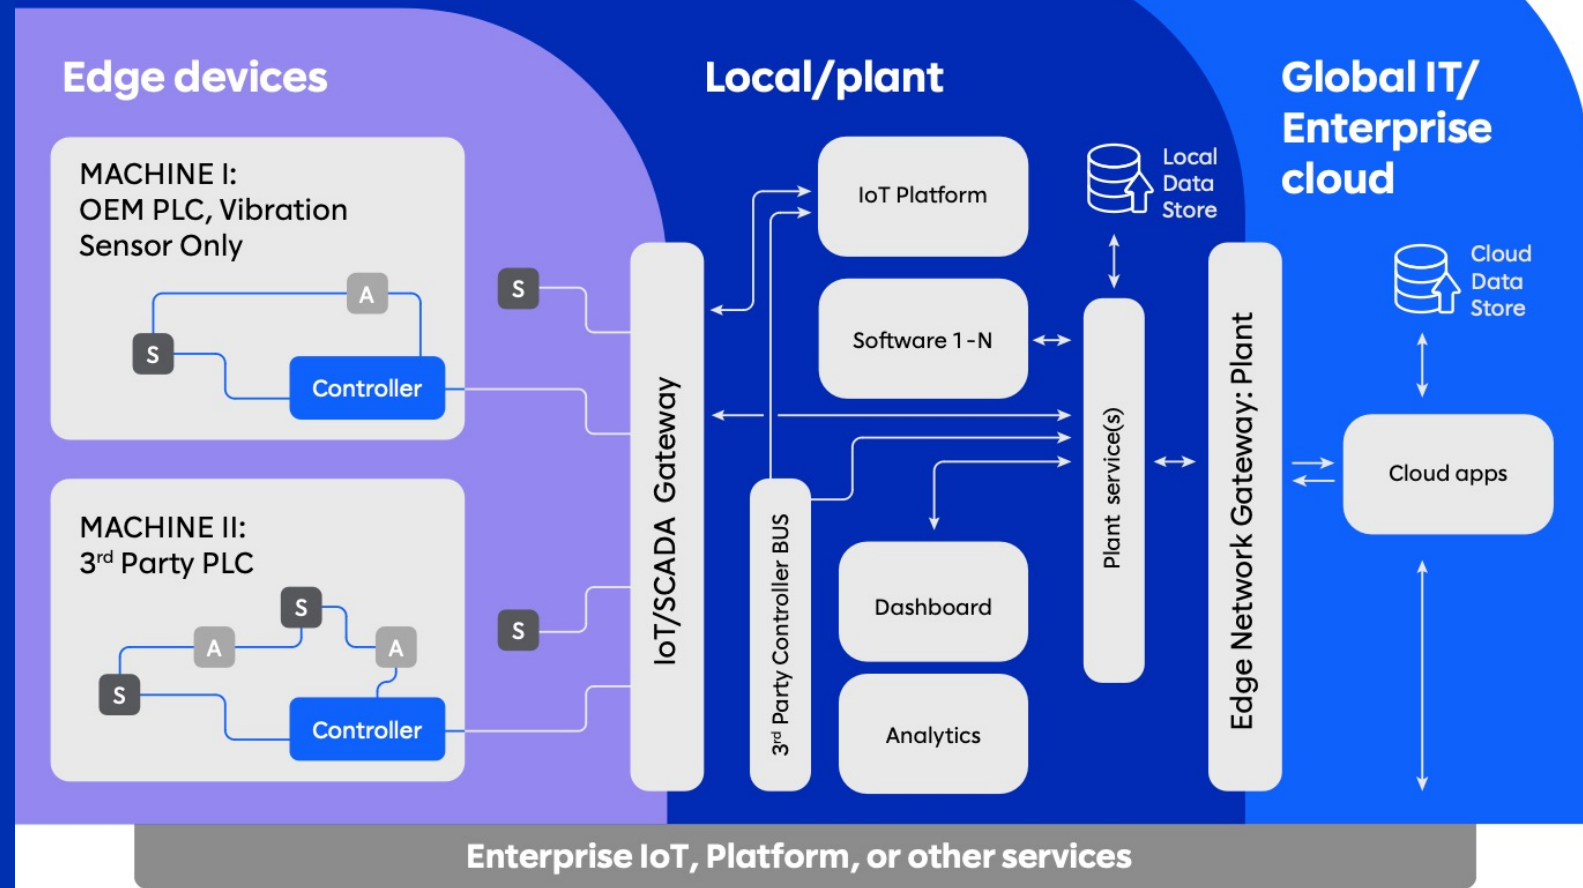 Edge devices
Local/plant
Global IT/
Enterprise
cloud
MACHINE I:
OEM PLC, Vibration
Sensor Only
A
S
Controller
S
MACHINE II:
3rd Party PLC
S
A
A
S
Controller
S
IoT/SCADA Gateway
IoT Platform
Software 1-N
3rd Party Controller BUS
Dashboard
Analytics
Local
Data
Store
Plant service(s)
Edge Network Gateway: Plant
Cloud
Data
Store
Cloud apps
Enterprise IoT, Platform, or other services